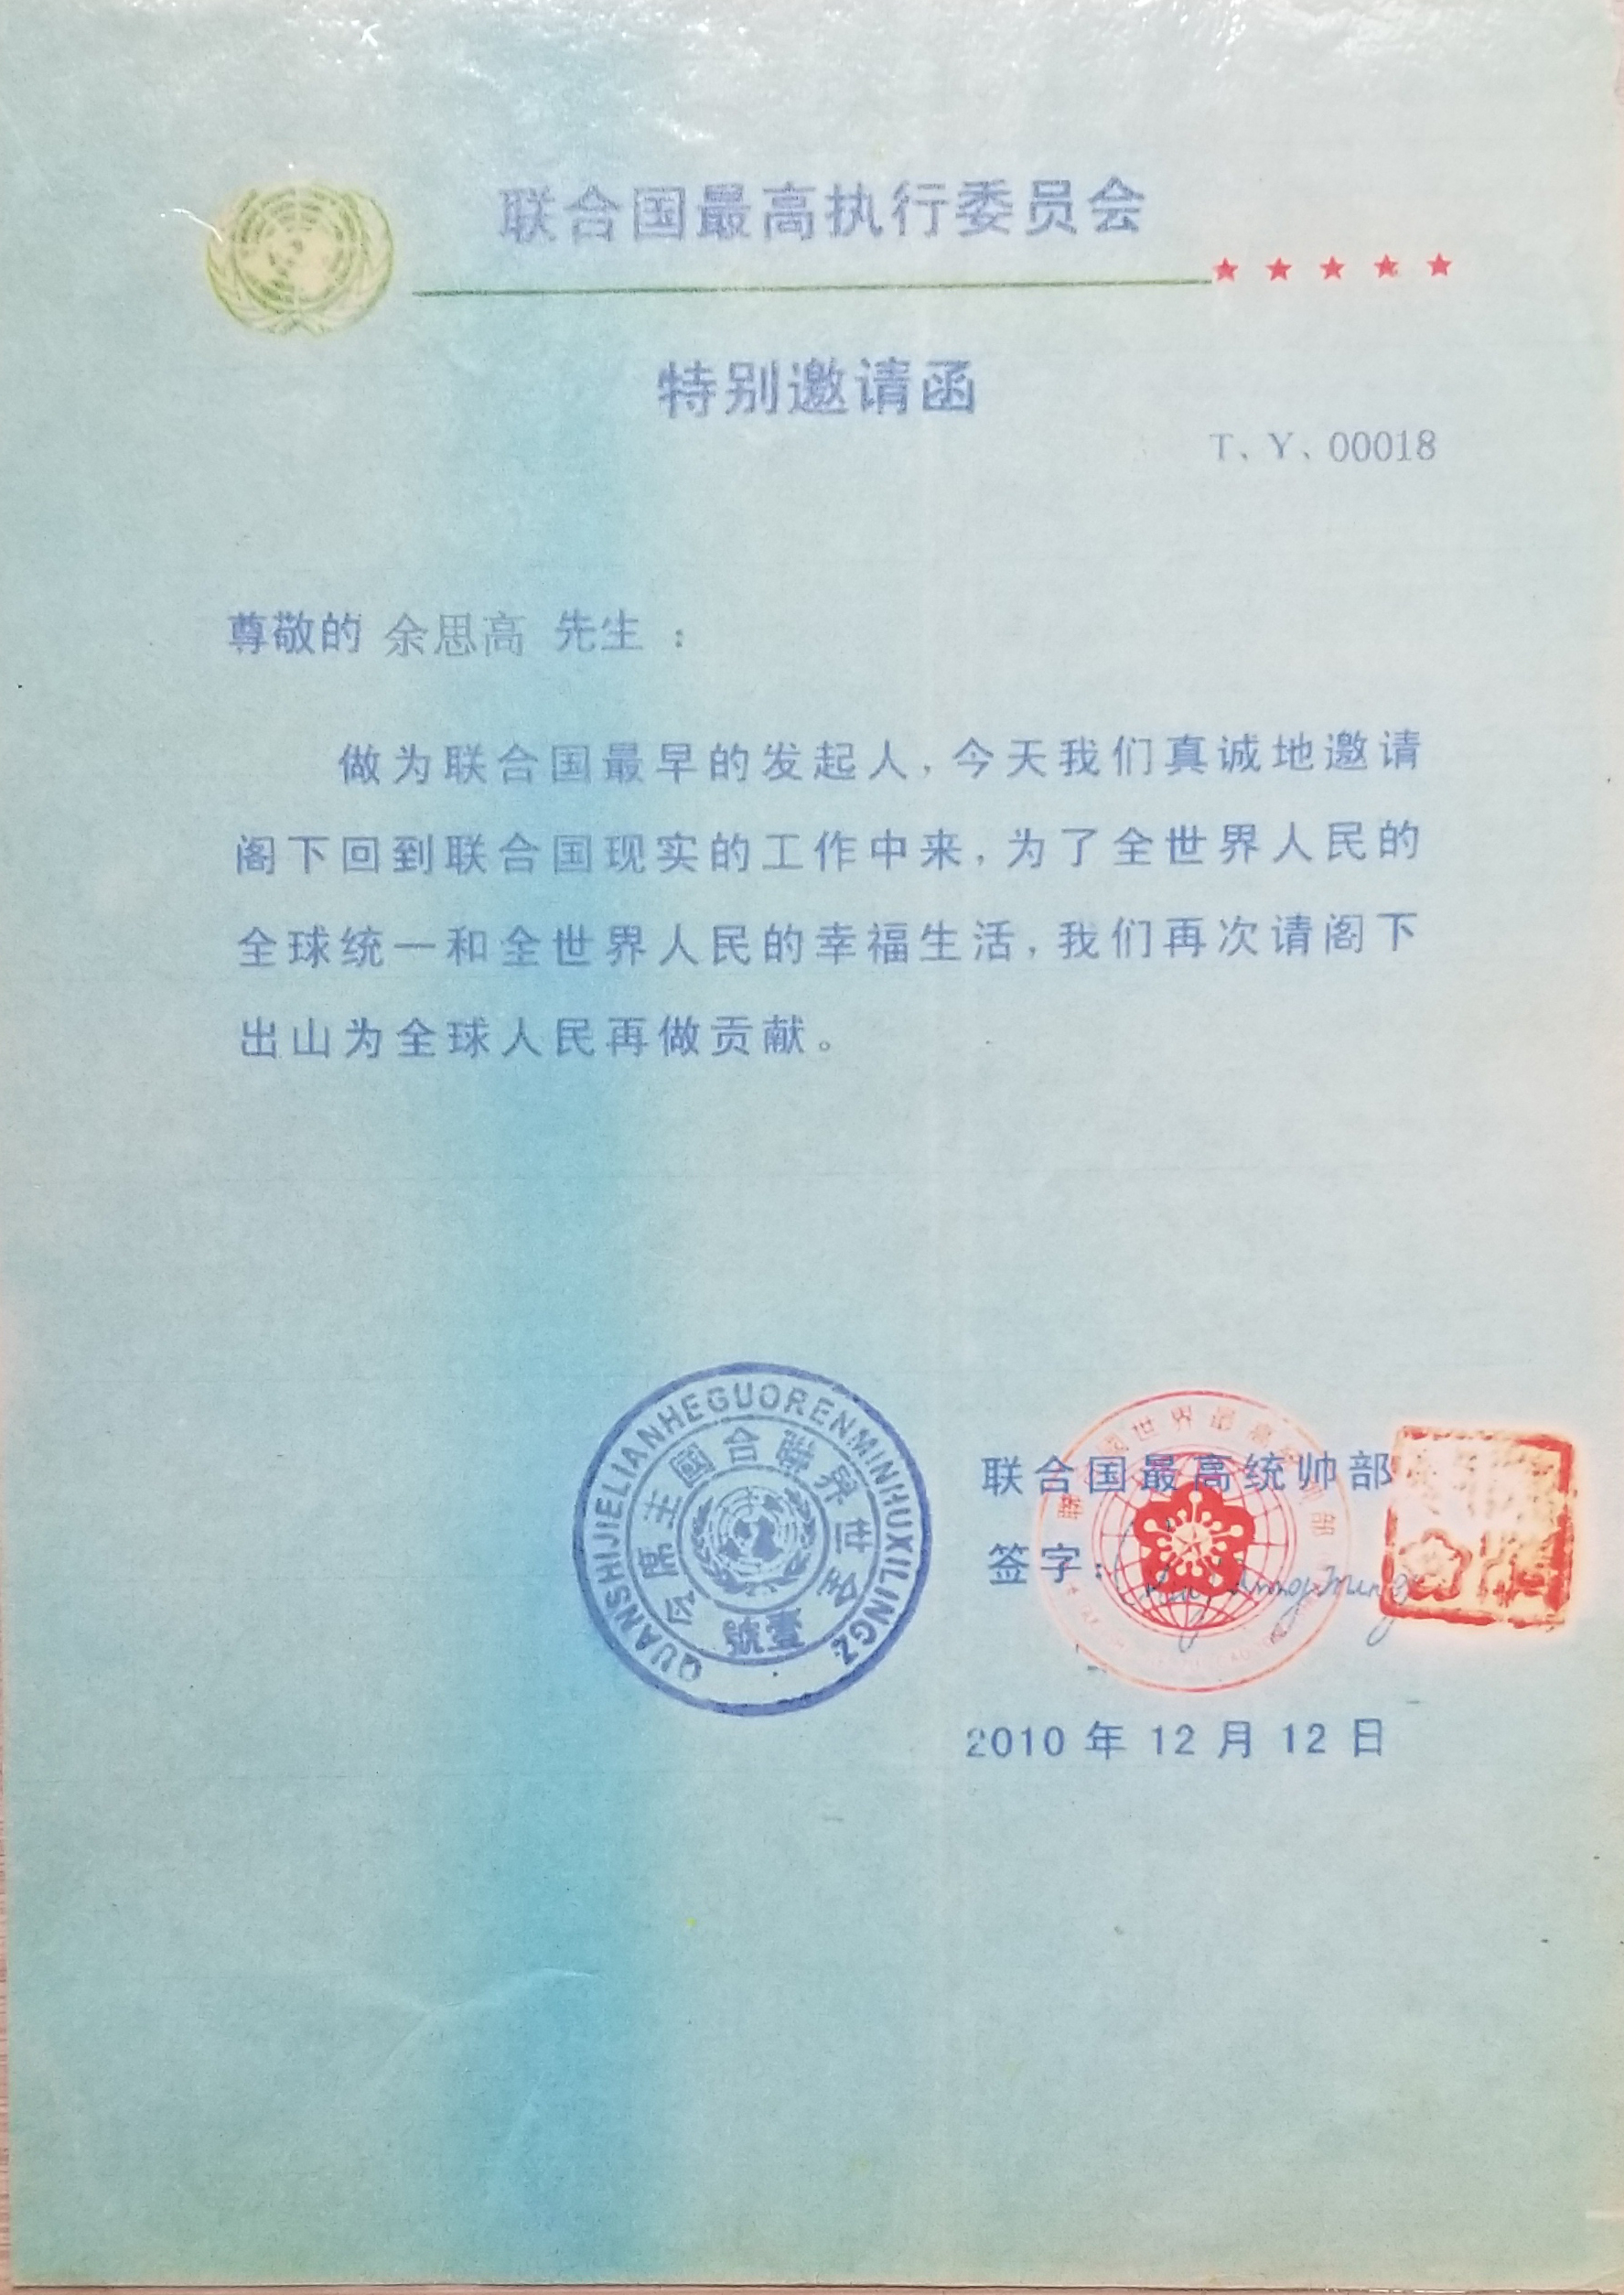 联合国最高执行委员会
★★★★★
特别邀请函
T、Y、00018
尊敬的 余思高 先生：
做为联合国最早的发起人，今天我们真诚地邀请
阁下回到联合国现实的工作中来，为了全世界人民的
全球统一和全世界人民的幸福生活，我们再次请阁下
出山为全球人民再做贡献。
QUANSHIJIELIANHEGUORENMINHUXILINGZ
全世界聯合國主席令
壹號
联合国最高统帅部
签字：
2010 年 12 月 12 日